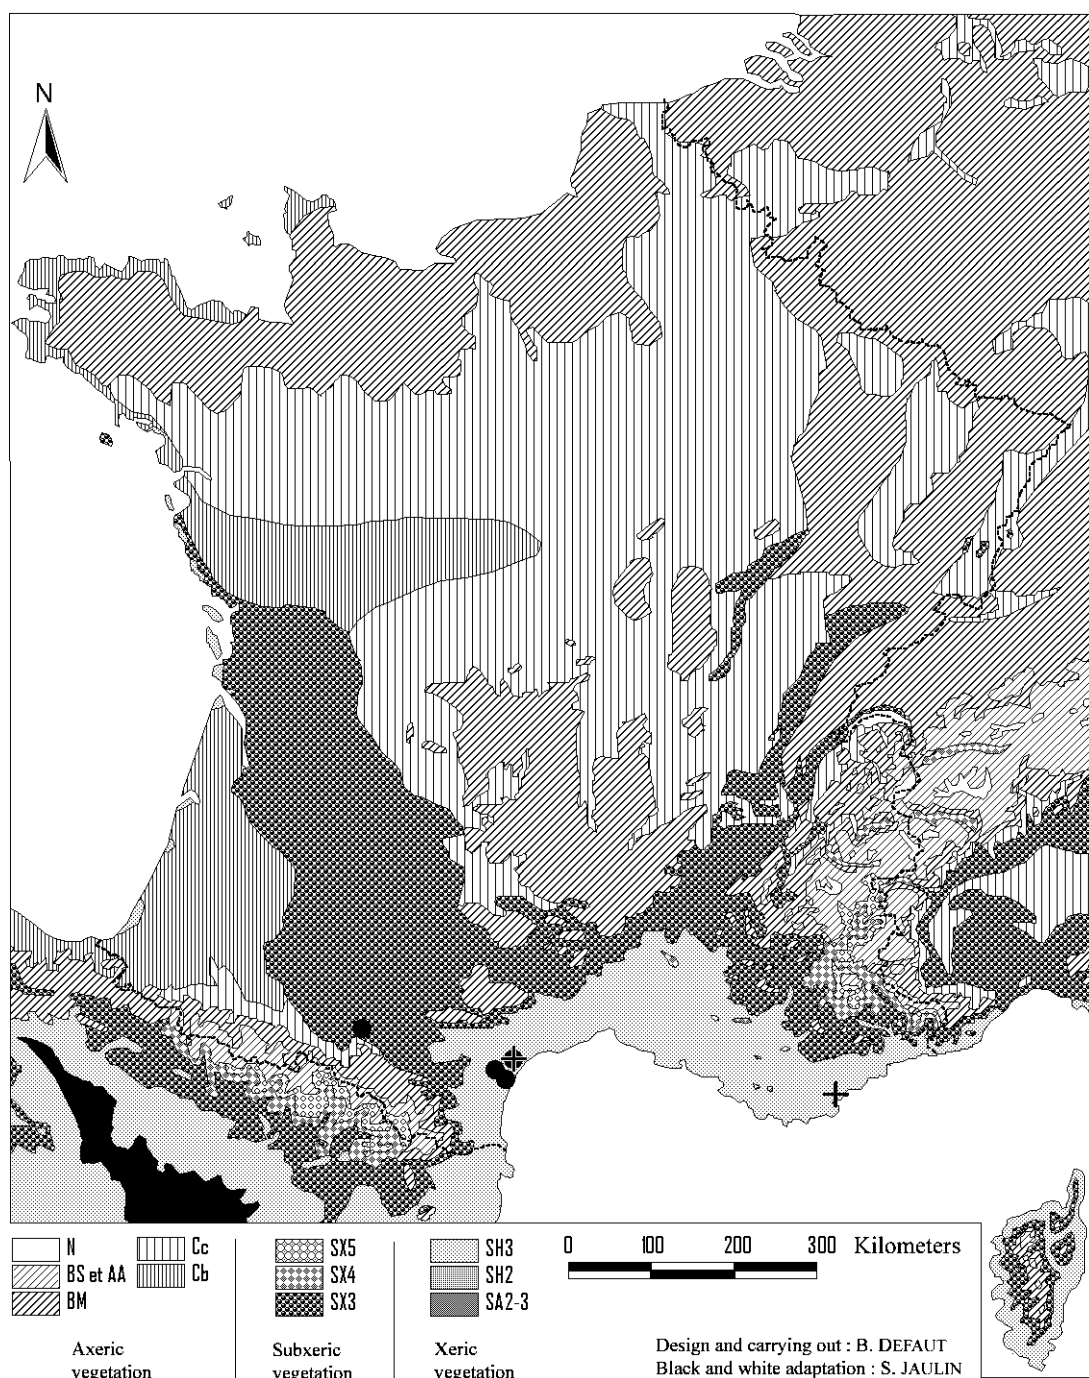 N
N
Cc
SX5
SH3
0 100 200 300 Kilometers
BS et AA
Cb
SX4
SH2
BM
SX3
SA2-3
Axeric
vegetation
Subxeric
vegetation
Xeric
vegetation
Design and carrying out : B. DEFAUT
Black and white adaptation : S. JAULIN